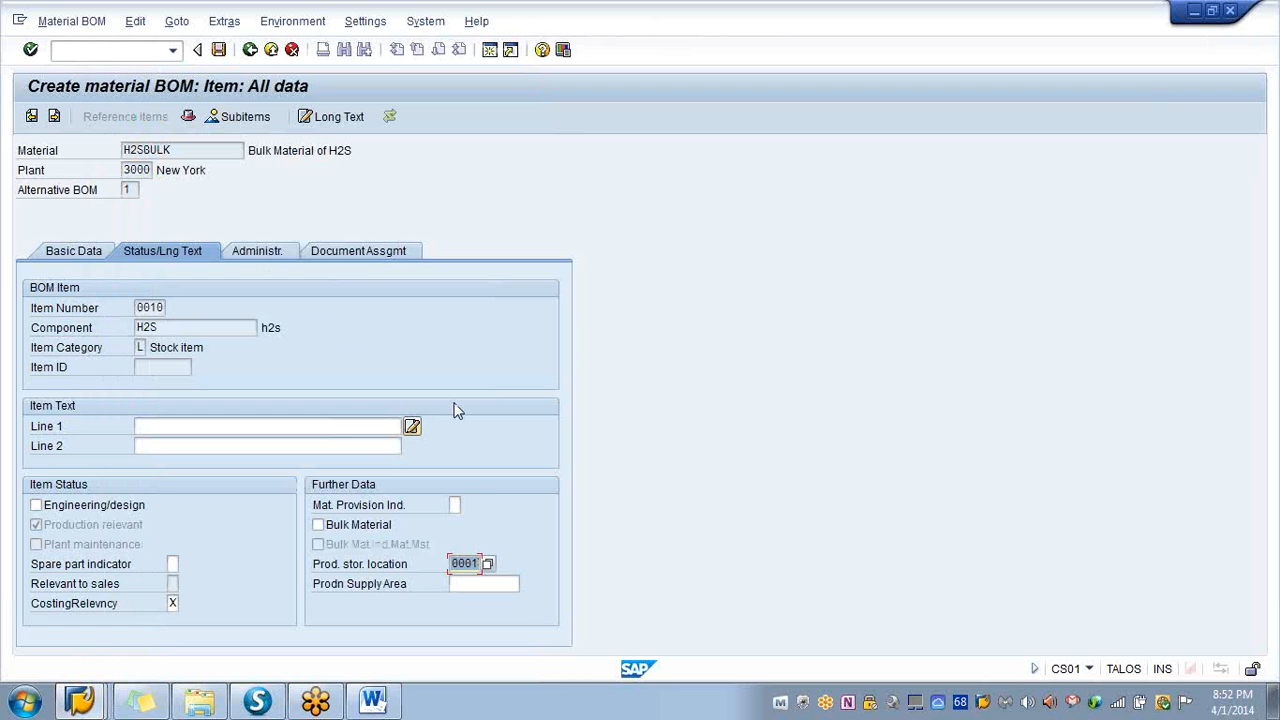 Material BOM Edit Goto Extras Environment Settings System Help
Create material BOM: Item: All data
Reference Items Subitems Long Text
Material H2S8ULK Bulk Material of H2S
Plant 3000 New York
Alternative BOM 1
Basic Data Status/Lng Text Administr. Document Assgmt
BOM Item
Item Number 0010
Component H2S h2s
Item Category L Stock item
Item ID
Item Text
Line 1
Line 2
Item Status
Engineering/design
Production relevant
Plant maintenance
Spare part indicator
Relevant to sales
CostingRelevncy X
Further Data
Mat. Provision Ind.
Bulk Material
Bulk Mat.Ind.Mat.Mst
Prod. stor. location 0001
Prodn Supply Area
SAP
CS01 TALOS INS
68
8:52 PM
4/1/2014